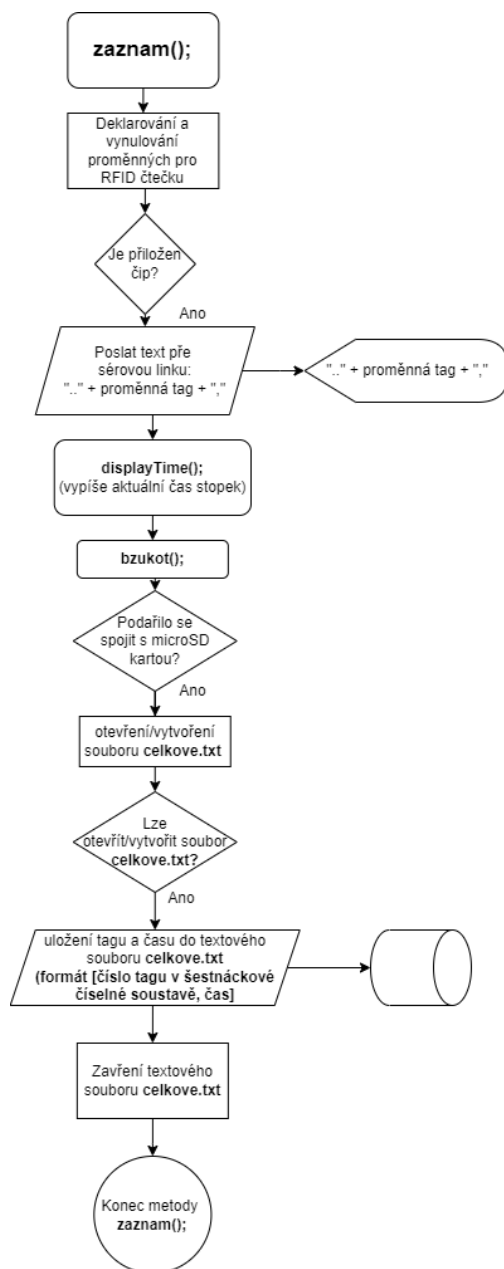 zaznam();
Deklarování a
vynulování
proměnných pro
RFID čtečku
Je přiložen
čip?
Ano
Poslat text pře
sérovou linku:
".." + proměnná tag + ","
".." + proměnná tag + ","
displayTime();
(vypíše aktuální čas stopek)
bzukot();
Podařilo se
spojit s microSD
kartou?
Ano
otevření/vytvoření
souboru celkove.txt
Lze
otevřít/vytvořit soubor
celkove.txt?
Ano
uložení tagu a času do textového
souboru celkove.txt
(formát [číslo tagu v šestnáckové
číselné soustavě, čas]
Zavření textového
souboru celkove.txt
Konec metody
zaznam();